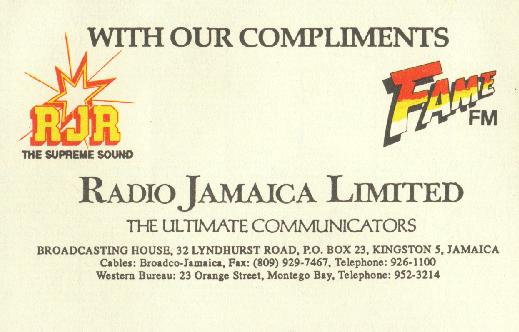 WITH OUR COMPLIMENTS
RJR
THE SUPREME SOUND
FAME
FM
RADIO JAMAICA LIMITED
THE ULTIMATE COMMUNICATORS
BROADCASTING HOUSE, 32 LYNDHURST ROAD, P.O. BOX 23, KINGSTON 5, JAMAICA
Cables: Broadco-Jamaica, Fax: (809) 929-7467, Telephone: 926-1100
Western Bureau: 23 Orange Street, Montego Bay, Telephone: 952-3214